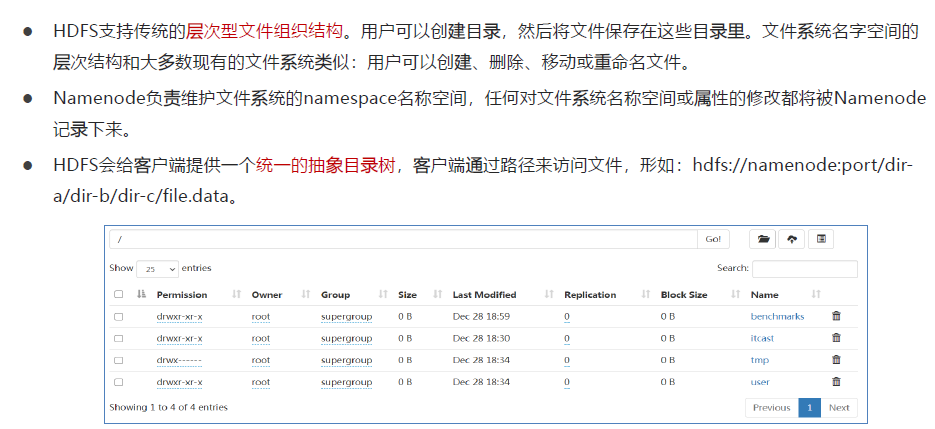 HDFS支持传统的层次型文件组织结构。用户可以创建目录，然后将文件保存在这些目录里。文件系统名字空间的
层次结构和大多数现有的文件系统类似：用户可以创建、删除、移动或重命名文件。
Namenode负责维护文件系统的namespace名称空间，任何对文件系统名称空间或属性的修改都将被Namenode
记录下来。
HDFS会给客户端提供一个统一的抽象目录树，客户端通过路径来访问文件，形如：hdfs://namenode:port/dir-
a/dir-b/dir-c/file.data。
/ Go!
Show 25 entries Search:
Permission Owner Group Size Last Modified Replication Block Size Name
drwxr-xr-x root supergroup 0 B Dec 28 18:59 0 0 B benchmarks
drwxr-xr-x root supergroup 0 B Dec 28 18:30 0 0 B itcast
drwx------ root supergroup 0 B Dec 28 18:34 0 0 B tmp
drwxr-xr-x root supergroup 0 B Dec 28 18:34 0 0 B user
Showing 1 to 4 of 4 entries Previous 1 Next